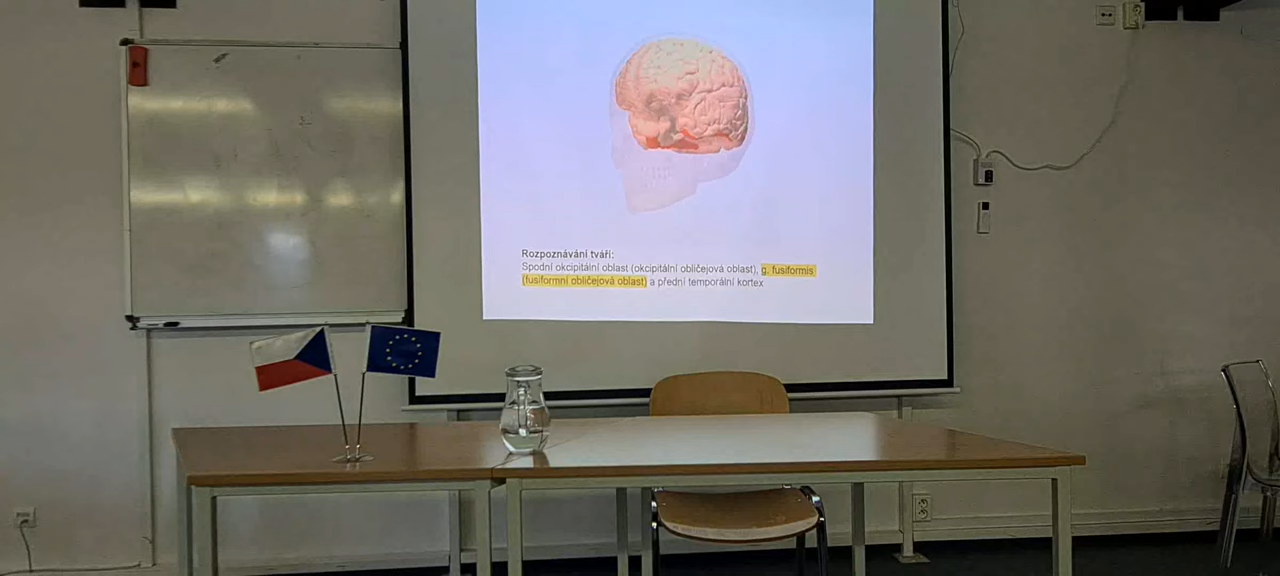 Rozpoznávání tváří:
Spodní okcipitální oblast (okcipitální obličejová oblast), g. fusiformis
(fusiformní obličejová oblast) a přední temporální kortex